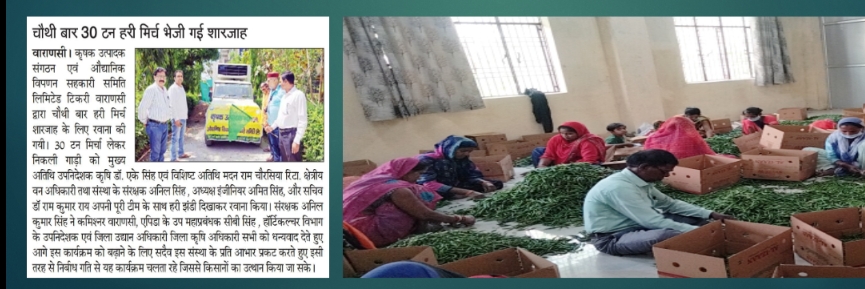 चौथी बार 30 टन हरी मिर्च भेजी गई शारजाह
वाराणसी। कृषक उत्पादक
संगठन एवं औद्यानिक
विपणन सहकारी समिति
लिमिटेड टिकरी वाराणसी
द्वारा चौथी बार हरी मिर्च
शारजाह के लिए रवाना की
गयी। 30 टन मिर्चा लेकर
निकली गाड़ी को मुख्य
अतिथि उपनिदेशक कृषि डॉ. एके सिंह एवं विशिष्ट अतिथि मदन राम चौरसिया रिटा. क्षेत्रीय
वन अधिकारी तथा संस्था के संरक्षक अनिल सिंह, अध्यक्ष इंजीनियर अमित सिंह, और सचिव
डॉ राम कुमार राय अपनी पूरी टीम के साथ हरी झंडी दिखाकर रवाना किया। संरक्षक अनिल
कुमार सिंह ने कमिश्नर वाराणसी, एपिडा के उप महाप्रबंधक सीबी सिंह, हॉर्टिकल्चर विभाग
के उपनिदेशक एवं जिला उद्यान अधिकारी जिला कृषि अधिकारी सभी को धन्यवाद देते हुए
आगे इस कार्यक्रम को बढ़ाने के लिए सदैव इस संस्था के प्रति आभार प्रकट करते हुए इसी
तरह से निर्बाध गति से यह कार्यक्रम चलता रहे जिससे किसानों का उत्थान किया जा सके।
कृषक